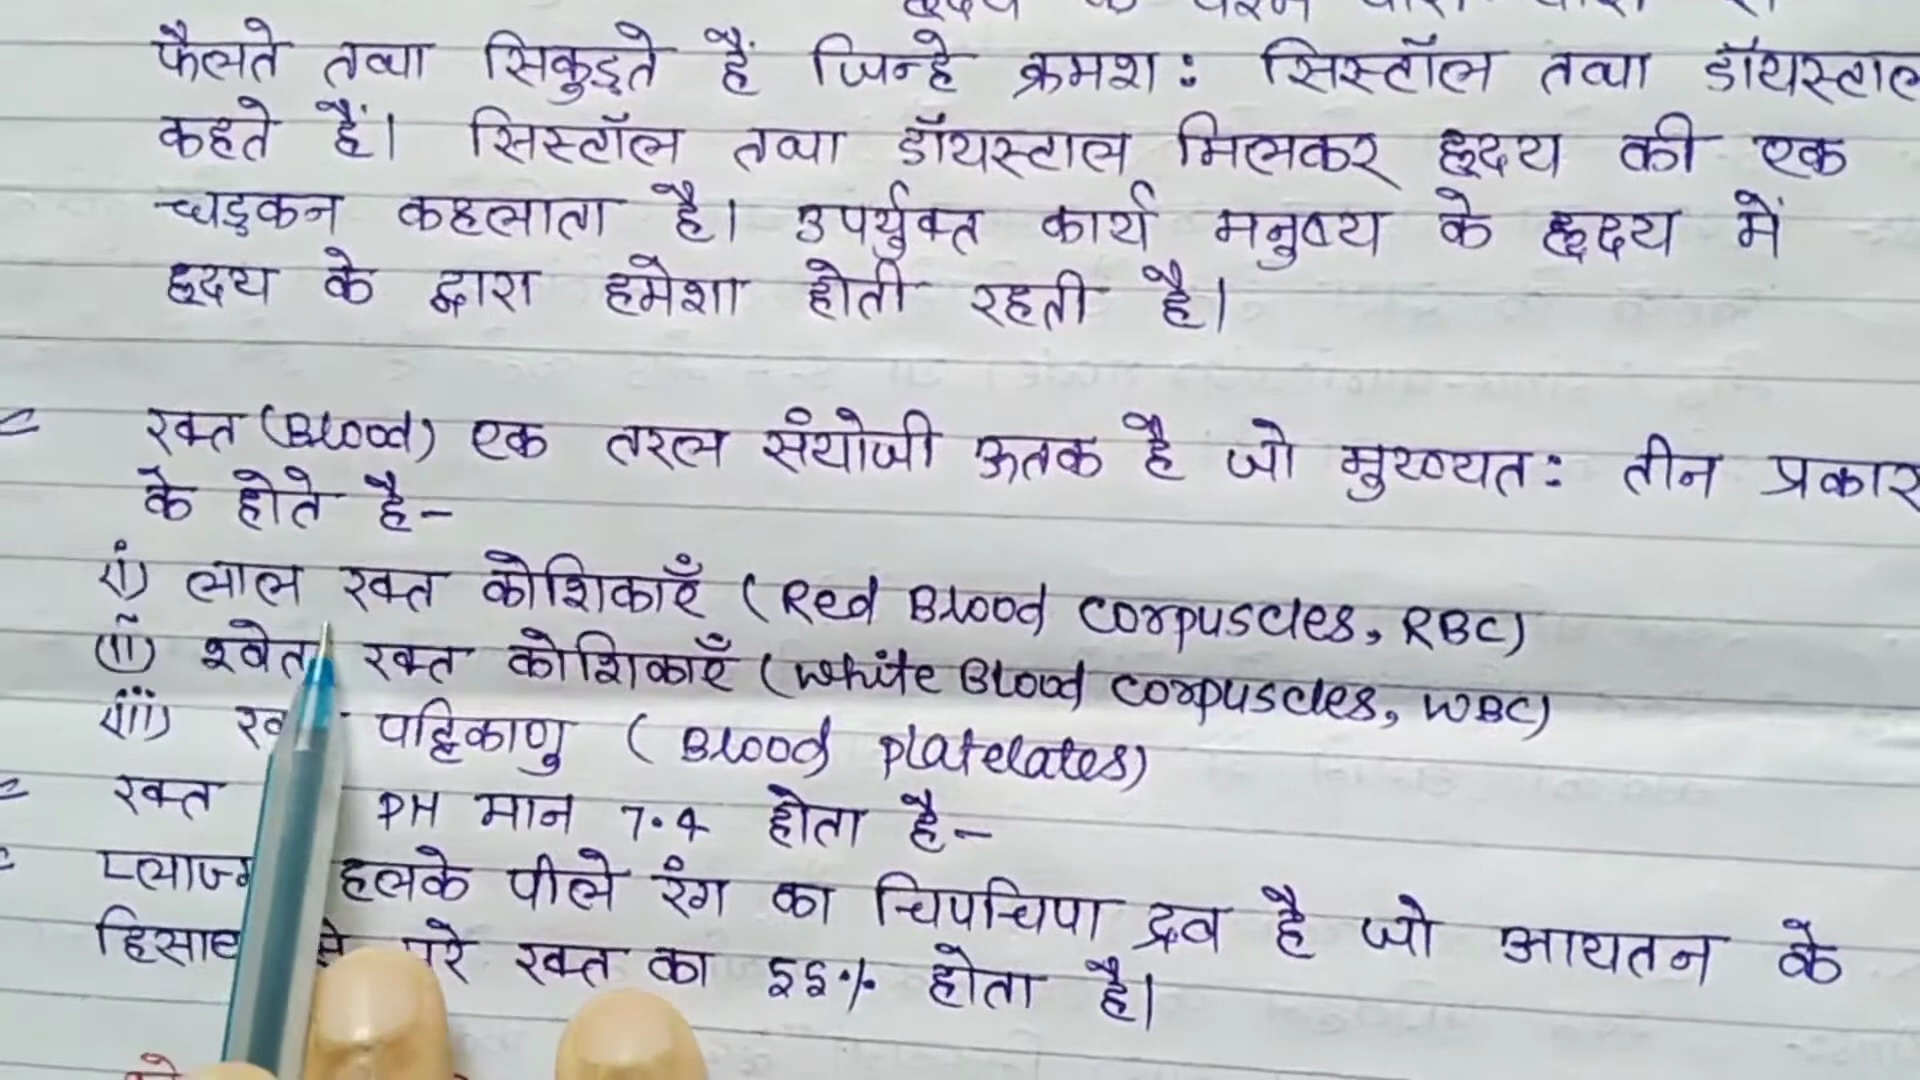 फैलते तथा सिकुड़ते हैं जिन्हे क्रमश: सिस्टॉल तथा डॉयस्टाल
कहते हैं। सिस्टॉल तथा डॉयस्टाल मिलकर हृदय की एक
धड़कन कहलाता है। उपर्युक्त कार्य मनुष्य के हृदय में
हृदय के द्वारा हमेशा होती रहती है।
रक्त (Blood) एक तरल संयोजी ऊतक है जो मुख्यत: तीन प्रकार
के होते है-
(i) लाल रक्त कोशिकाएँ (Red Blood Corpuscles, RBC)
(ii) श्वेत रक्त कोशिकाएँ (White Blood Corpuscles, WBC)
(iii) पट्टिकाणु (Blood Platelates)
रक्त PH मान 7.4 होता है-
हलके पीले रंग का चिपचिपा द्रव है जो आयतन के
रक्त का 55% होता है।